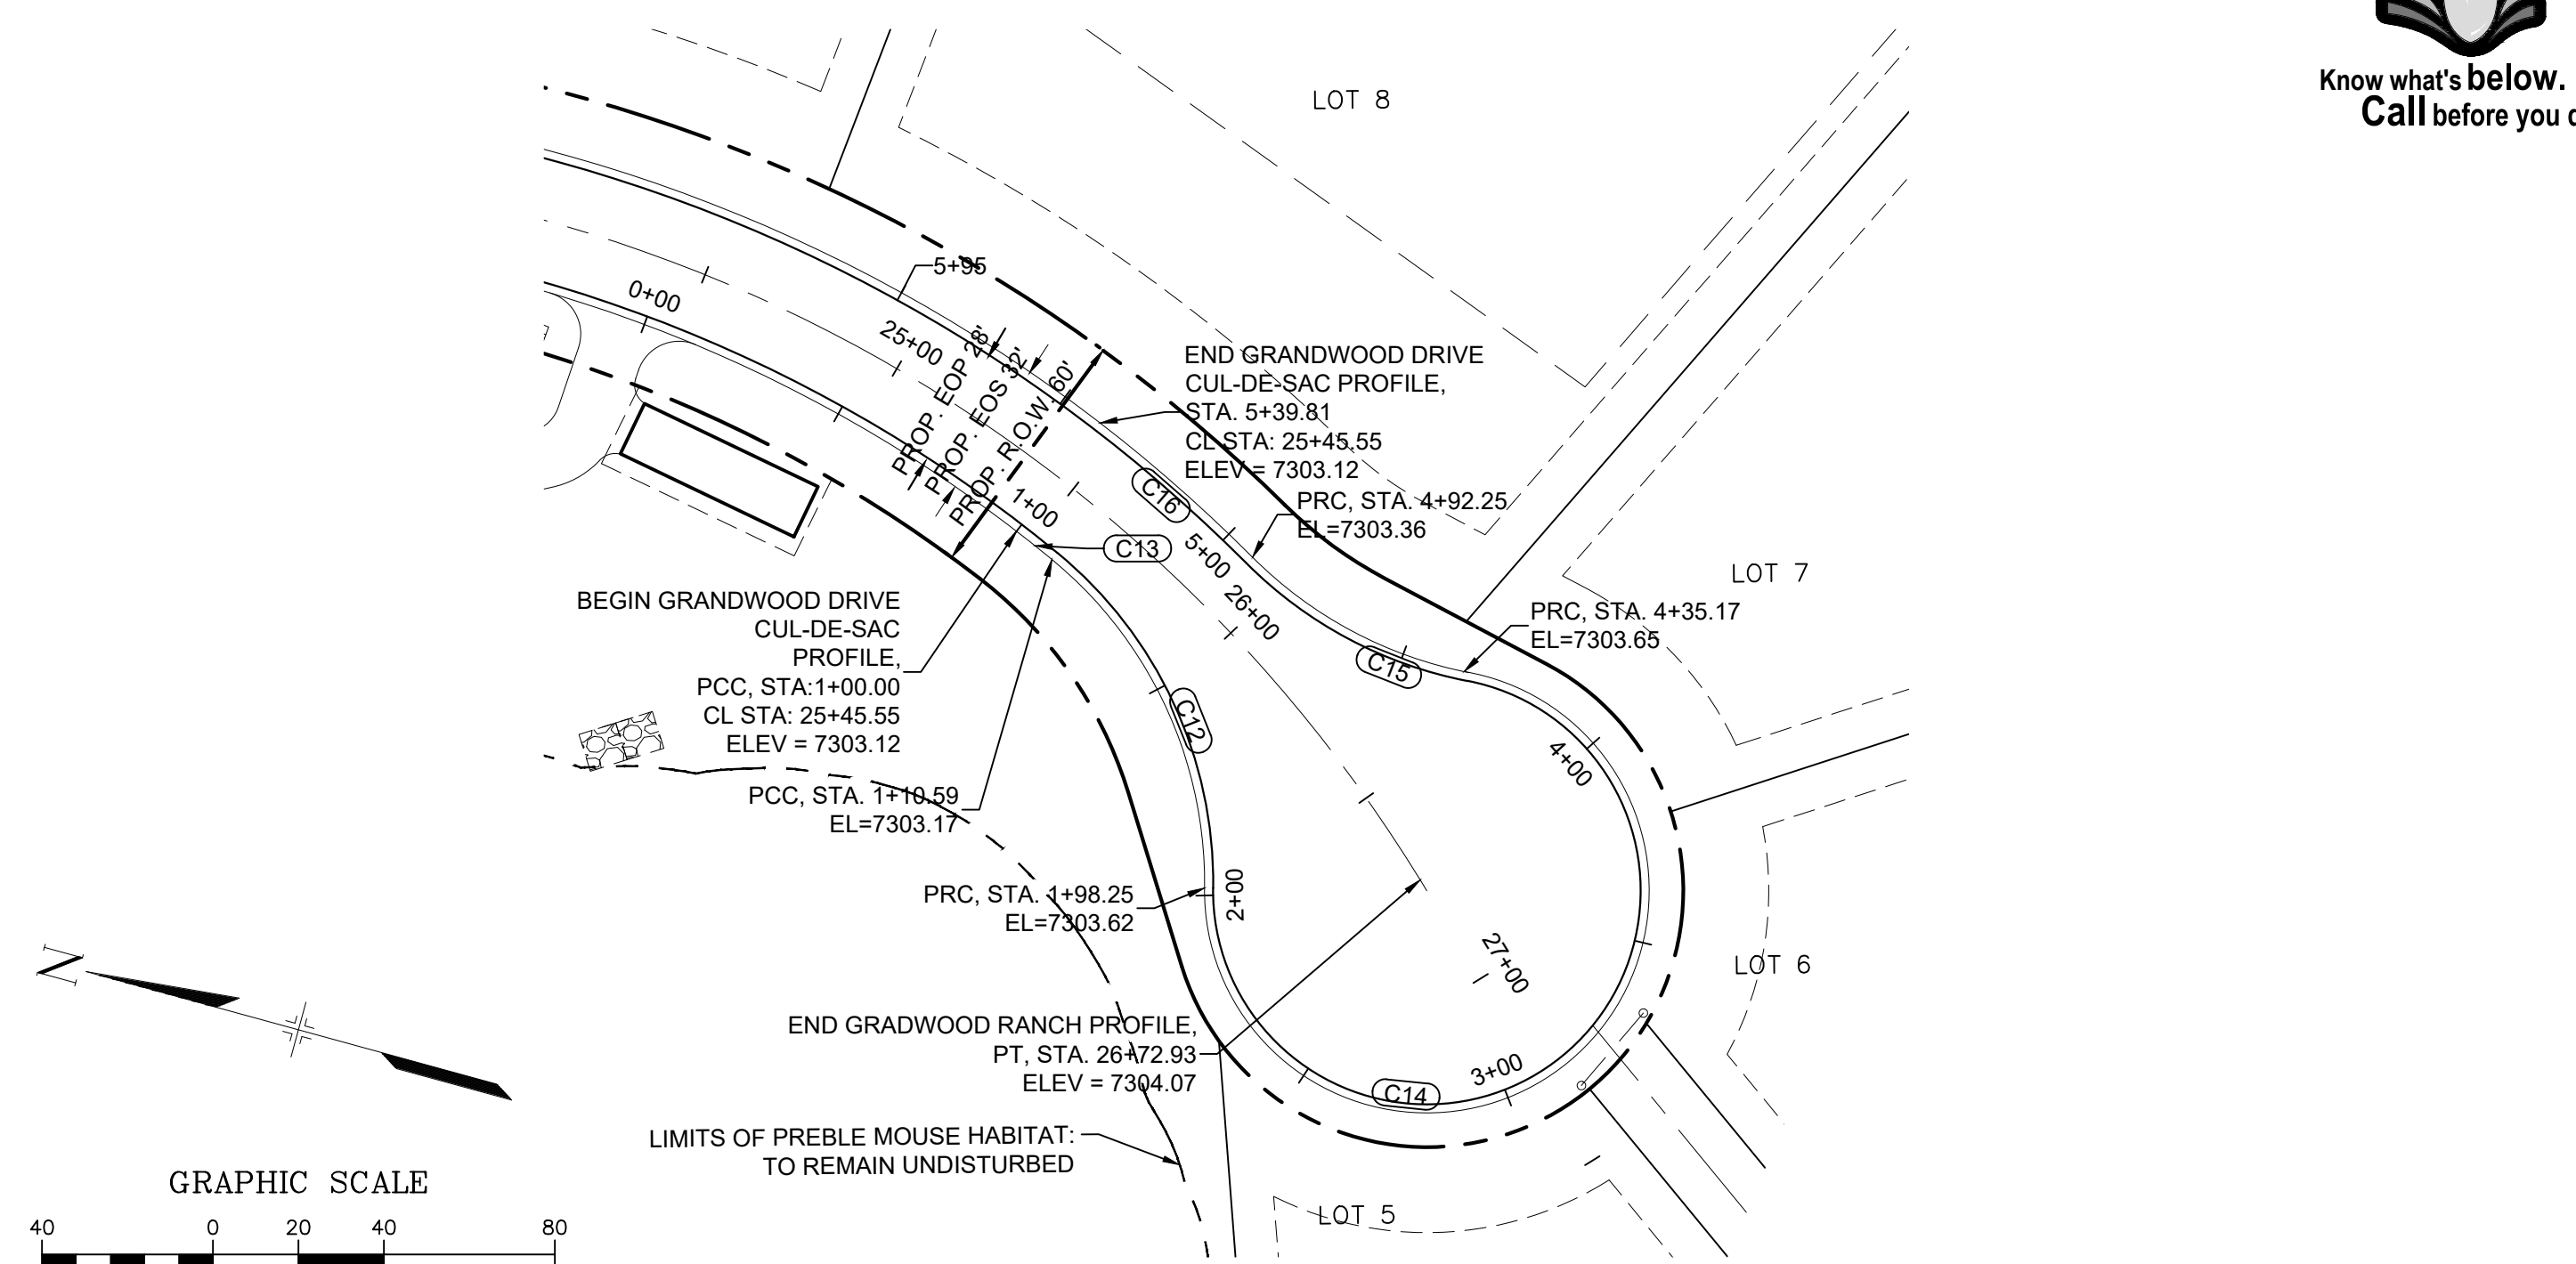 Know what's below.
Call before you d
LOT 8
5+95
0+00
25+00
PROP. EOP 28'
PROP. EOS 32'
PROP. R.O.W. 60'
END GRANDWOOD DRIVE
CUL-DE-SAC PROFILE,
STA. 5+39.81
CL STA: 25+45.55
ELEV = 7303.12
C16
PRC, STA. 4+92.25
EL=7303.36
1+00
C13
5+00
26+00
LOT 7
BEGIN GRANDWOOD DRIVE
CUL-DE-SAC
PROFILE,
PCC, STA:1+00.00
CL STA: 25+45.55
ELEV = 7303.12
PRC, STA. 4+35.17
EL=7303.65
C15
C12
4+00
PCC, STA. 1+10.59
EL=7303.17
PRC, STA. 1+98.25
EL=7303.62
2+00
27+00
LOT 6
N
END GRADWOOD RANCH PROFILE,
PT, STA. 26+72.93
ELEV = 7304.07
3+00
C14
LIMITS OF PREBLE MOUSE HABITAT:
TO REMAIN UNDISTURBED
LOT 5
GRAPHIC SCALE
40 0 20 40 80